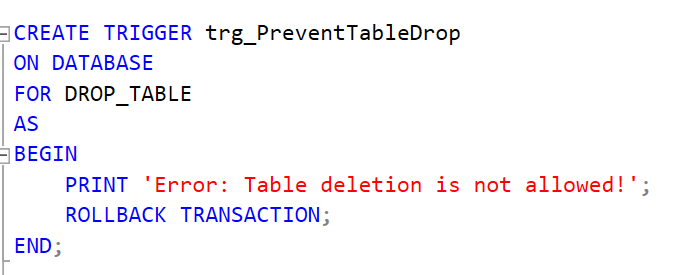 CREATE TRIGGER trg_PreventTableDrop
ON DATABASE
FOR DROP_TABLE
AS
BEGIN
    PRINT 'Error: Table deletion is not allowed!';
    ROLLBACK TRANSACTION;
END;